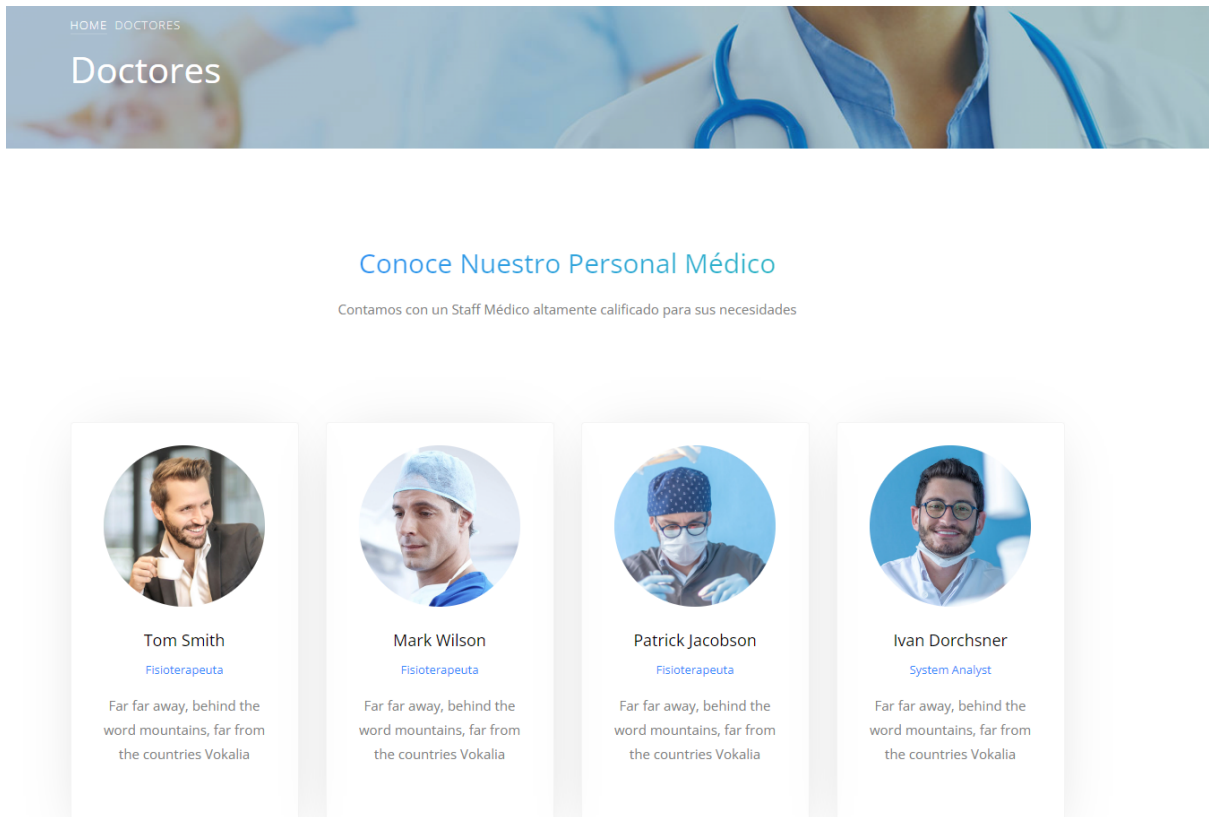 HOME DOCTORES
Doctores
Conoce Nuestro Personal Médico
Contamos con un Staff Médico altamente calificado para sus necesidades
Tom Smith
Fisioterapeuta
Far far away, behind the
word mountains, far from
the countries Vokalia
Mark Wilson
Fisioterapeuta
Far far away, behind the
word mountains, far from
the countries Vokalia
Patrick Jacobson
Fisioterapeuta
Far far away, behind the
word mountains, far from
the countries Vokalia
Ivan Dorchsner
System Analyst
Far far away, behind the
word mountains, far from
the countries Vokalia